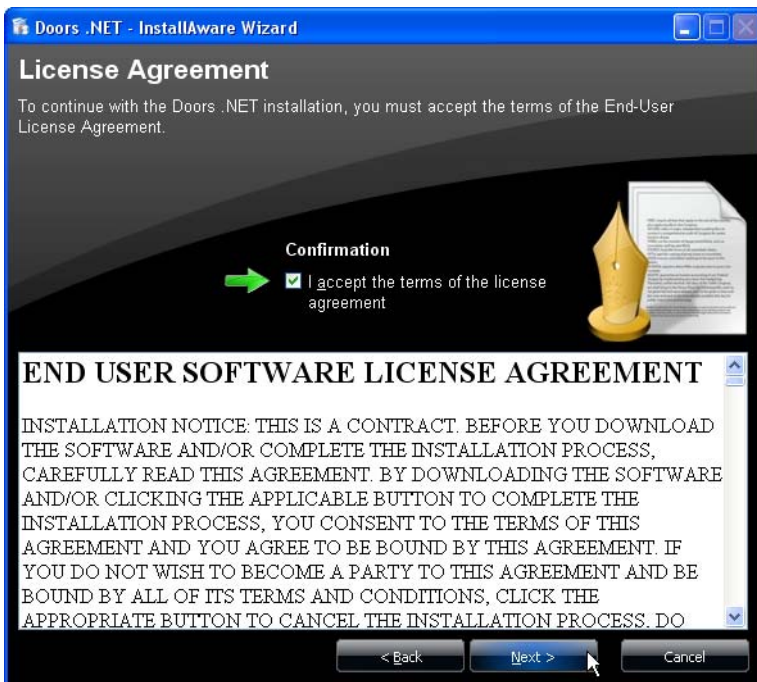 Doors .NET - InstallAware Wizard
License Agreement
To continue with the Doors .NET installation, you must accept the terms of the End-User
License Agreement.
Confirmation
I accept the terms of the license
agreement
END USER SOFTWARE LICENSE AGREEMENT
INSTALLATION NOTICE: THIS IS A CONTRACT. BEFORE YOU DOWNLOAD
THE SOFTWARE AND/OR COMPLETE THE INSTALLATION PROCESS,
CAREFULLY READ THIS AGREEMENT. BY DOWNLOADING THE SOFTWARE
AND/OR CLICKING THE APPLICABLE BUTTON TO COMPLETE THE
INSTALLATION PROCESS, YOU CONSENT TO THE TERMS OF THIS
AGREEMENT AND YOU AGREE TO BE BOUND BY THIS AGREEMENT. IF
YOU DO NOT WISH TO BECOME A PARTY TO THIS AGREEMENT AND BE
BOUND BY ALL OF ITS TERMS AND CONDITIONS, CLICK THE
APPROPRIATE BUTTON TO CANCEL THE INSTALLATION PROCESS. DO
< Back
Next >
Cancel